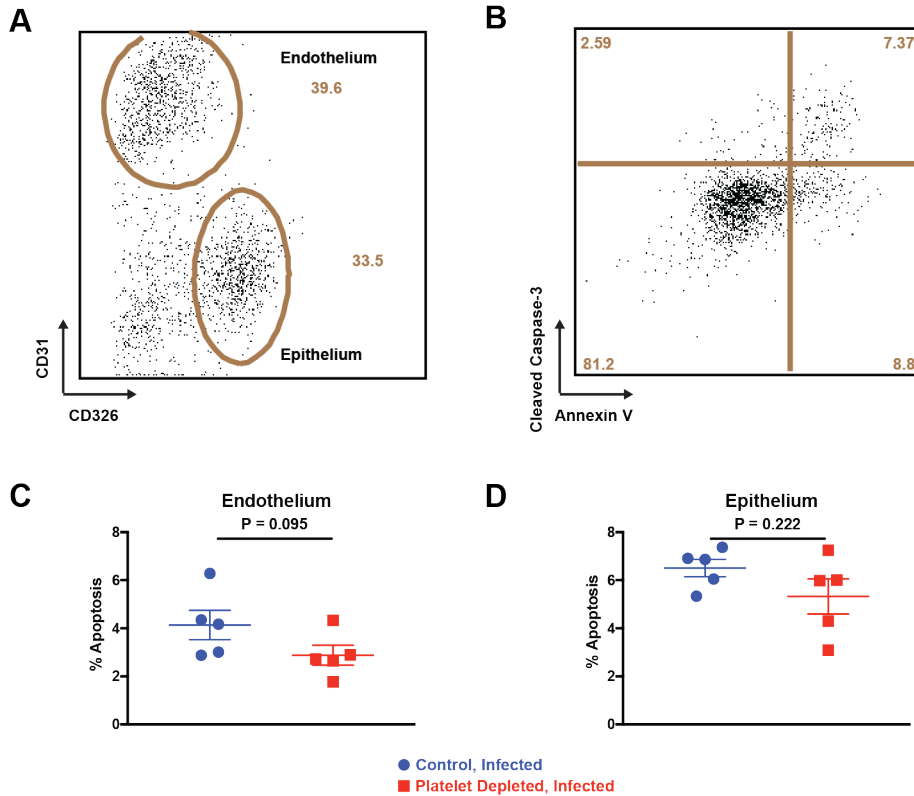 A
Endothelium
39.6
33.5
Epithelium
CD31
CD326
B
2.59
7.37
81.2
8.8
Cleaved Caspase-3
Annexin V
C
Endothelium
P = 0.095
% Apoptosis
8
6
4
2
0
D
Epithelium
P = 0.222
% Apoptosis
8
6
4
2
0
Control, Infected
Platelet Depleted, Infected